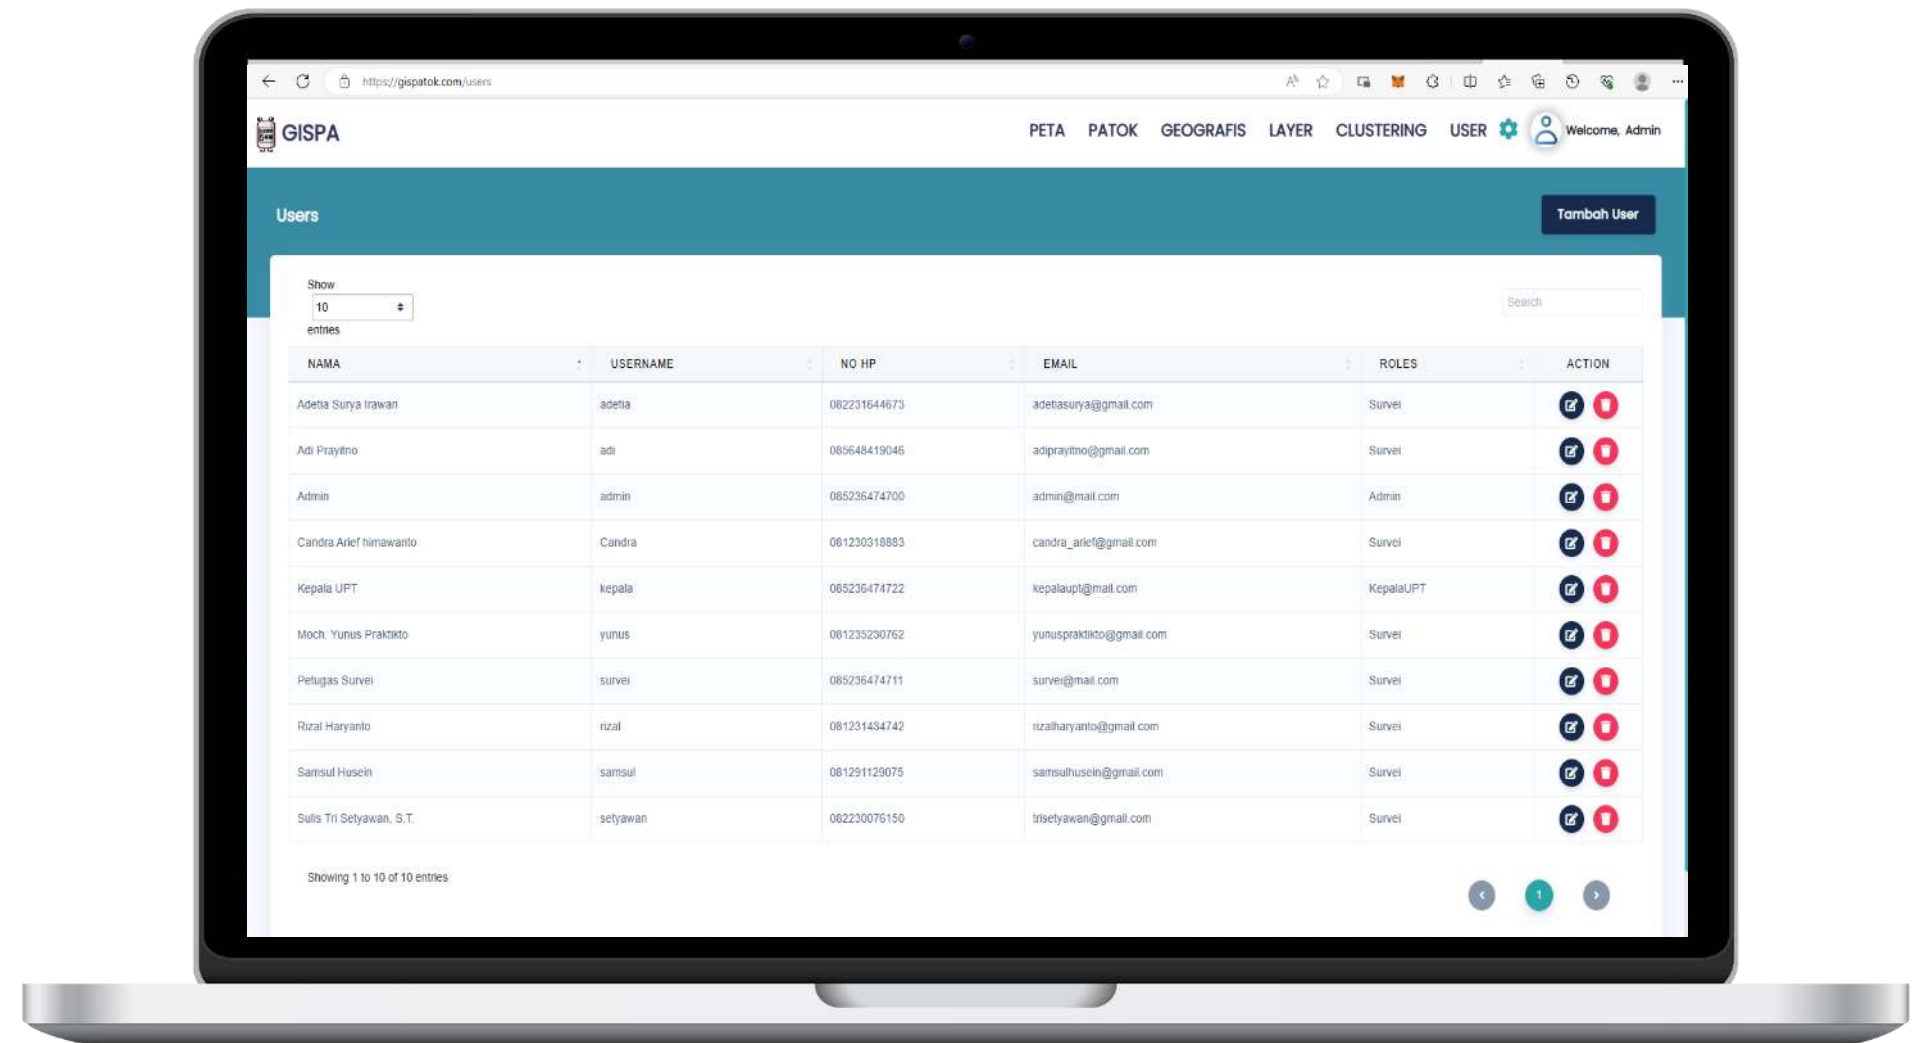 https://gispatok.com/users
GISPA PETA PATOK GEOGRAFIS LAYER CLUSTERING USER Welcome, Admin
Users Tambah User
Show
10 Search
entries
NAMA USERNAME NO HP EMAIL ROLES ACTION
Adetia Surya Irawan adetia 082231644673 adetiasurya@gmail.com Survei
Adi Prayitno adi 085648419046 adiprayitno@gmail.com Survei
Admin admin 085236474700 admin@mail.com Admin
Candra Arief himawanto Candra 081230318883 candra_arief@gmail.com Survei
Kepala UPT kepala 085236474722 kepalaupt@mail.com KepalaUPT
Moch. Yunus Praktikto yunus 081235230762 yunuspraktikto@gmail.com Survei
Petugas Survei survei 085236474711 survei@mail.com Survei
Rizal Haryanto rizal 081231434742 rizalharyanto@gmail.com Survei
Samsul Husein samsul 081291129075 samsulhusein@gmail.com Survei
Sulis Tri Setyawan, S.T. setyawan 082230076150 trisetyawan@gmail.com Survei
Showing 1 to 10 of 10 entries
1